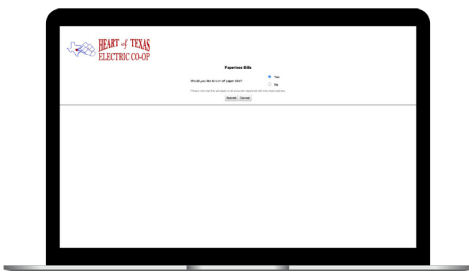 HEART of TEXAS
ELECTRIC CO-OP
Paperless Bills
Yes
Would you like to turn off paper bills?
No
Submit Cancel